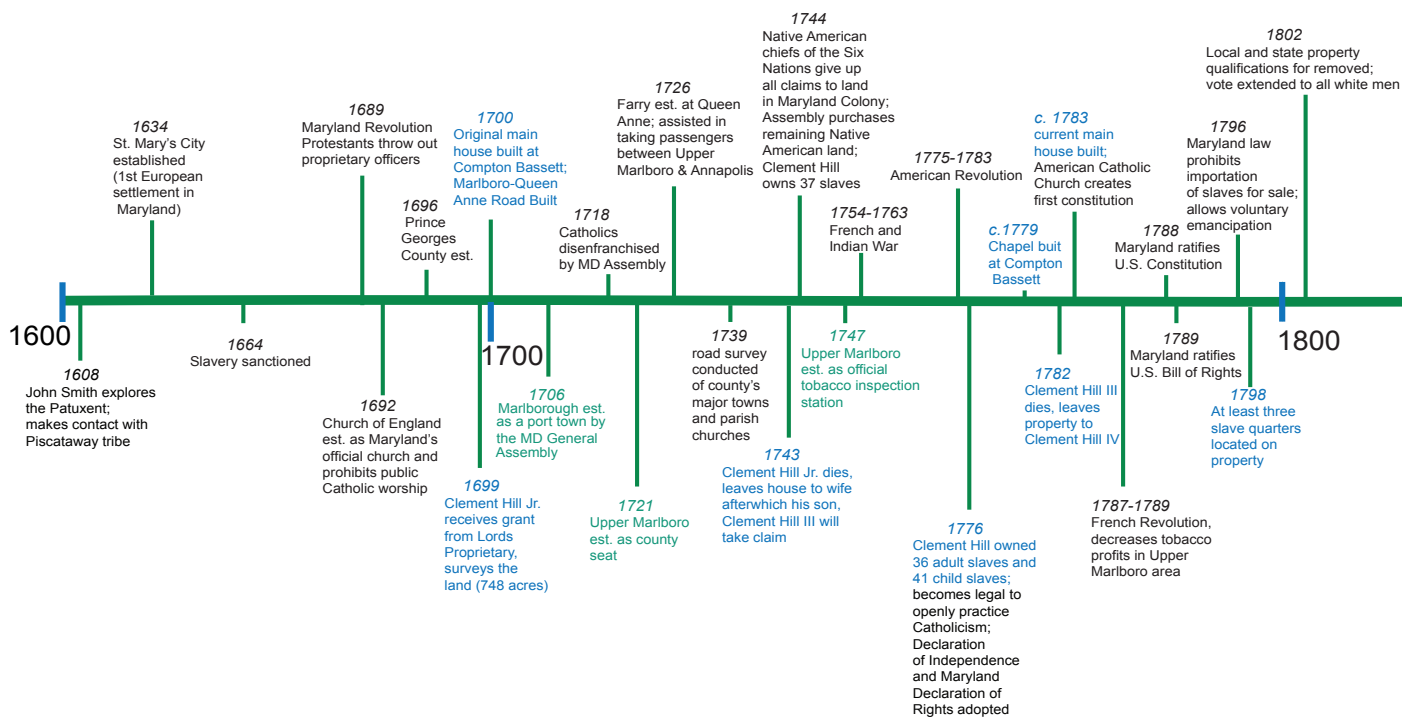 1634
St. Mary's City
established
(1st European
settlement in
Maryland)
1689
Maryland Revolution
Protestants throw out
proprietary officers
1696
Prince
Georges
County est.
1700
Original main
house built at
Compton Bassett;
Marlboro-Queen
Anne Road Built
1718
Catholics
disenfranchised
by MD Assembly
1726
Farry est. at Queen
Anne; assisted in
taking passengers
between Upper
Marlboro & Annapolis
1744
Native American
chiefs of the Six
Nations give up
all claims to land
in Maryland Colony;
Assembly purchases
remaining Native
American land;
Clement Hill
owns 37 slaves
1754-1763
French and
Indian War
1775-1783
American Revolution
c.1779
Chapel buit
at Compton
Bassett
c. 1783
current main
house built;
American Catholic
Church creates
first constitution
1788
Maryland ratifies
U.S. Constitution
1796
Maryland law
prohibits
importation
of slaves for sale;
allows voluntary
emancipation
1802
Local and state property
qualifications for removed;
vote extended to all white men
1600
1700
1800
1608
John Smith explores
the Patuxent;
makes contact with
Piscataway tribe
1664
Slavery sanctioned
1692
Church of England
est. as Maryland's
official church and
prohibits public
Catholic worship
1699
Clement Hill Jr.
receives grant
from Lords
Proprietary,
surveys the
land (748 acres)
1706
Marlborough est.
as a port town by
the MD General
Assembly
1721
Upper Marlboro
est. as county
seat
1739
road survey
conducted
of county's
major towns
and parish
churches
1743
Clement Hill Jr. dies,
leaves house to wife
afterwhich his son,
Clement Hill III will
take claim
1747
Upper Marlboro
est. as official
tobacco inspection
station
1776
Clement Hill owned
36 adult slaves and
41 child slaves;
becomes legal to
openly practice
Catholicism;
Declaration
of Independence
and Maryland
Declaration of
Rights adopted
1782
Clement Hill III
dies, leaves
property to
Clement Hill IV
1787-1789
French Revolution,
decreases tobacco
profits in Upper
Marlboro area
1789
Maryland ratifies
U.S. Bill of Rights
1798
At least three
slave quarters
located on
property